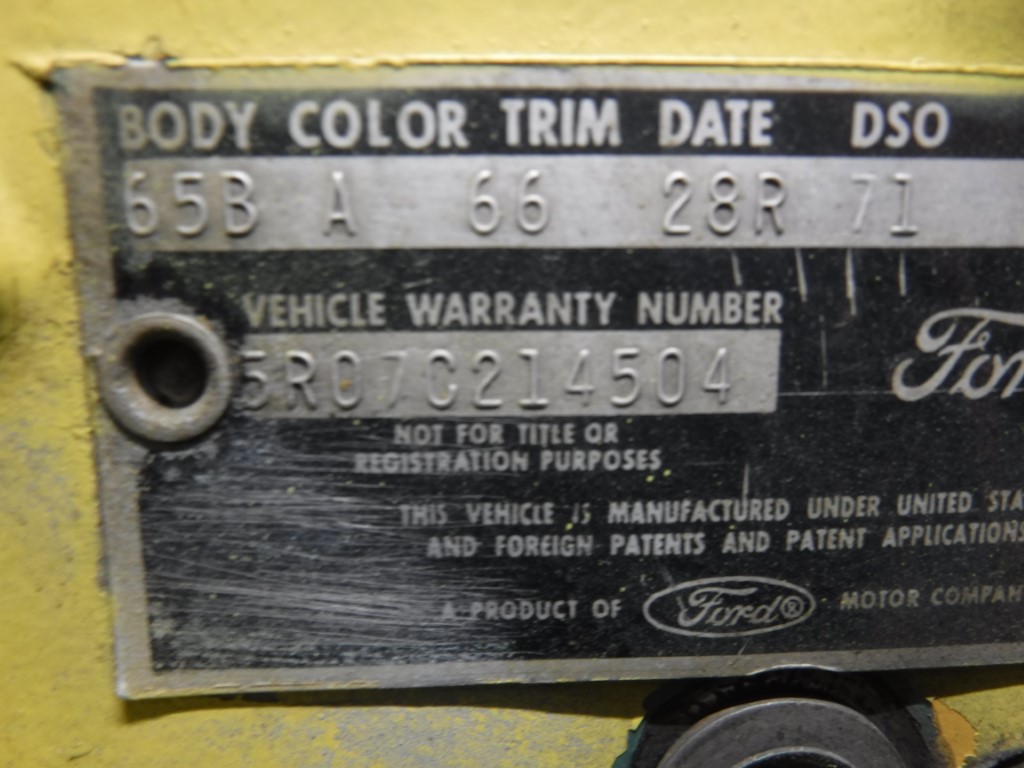 BODY COLOR TRIM DATE DSO
65B A 66 28R 71
VEHICLE WARRANTY NUMBER
5R07C214504
Ford
NOT FOR TITLE OR
REGISTRATION PURPOSES
THIS VEHICLE IS MANUFACTURED UNDER UNITED STA
AND FOREIGN PATENTS AND PATENT APPLICATIONS
A PRODUCT OF Ford® MOTOR COMPAN